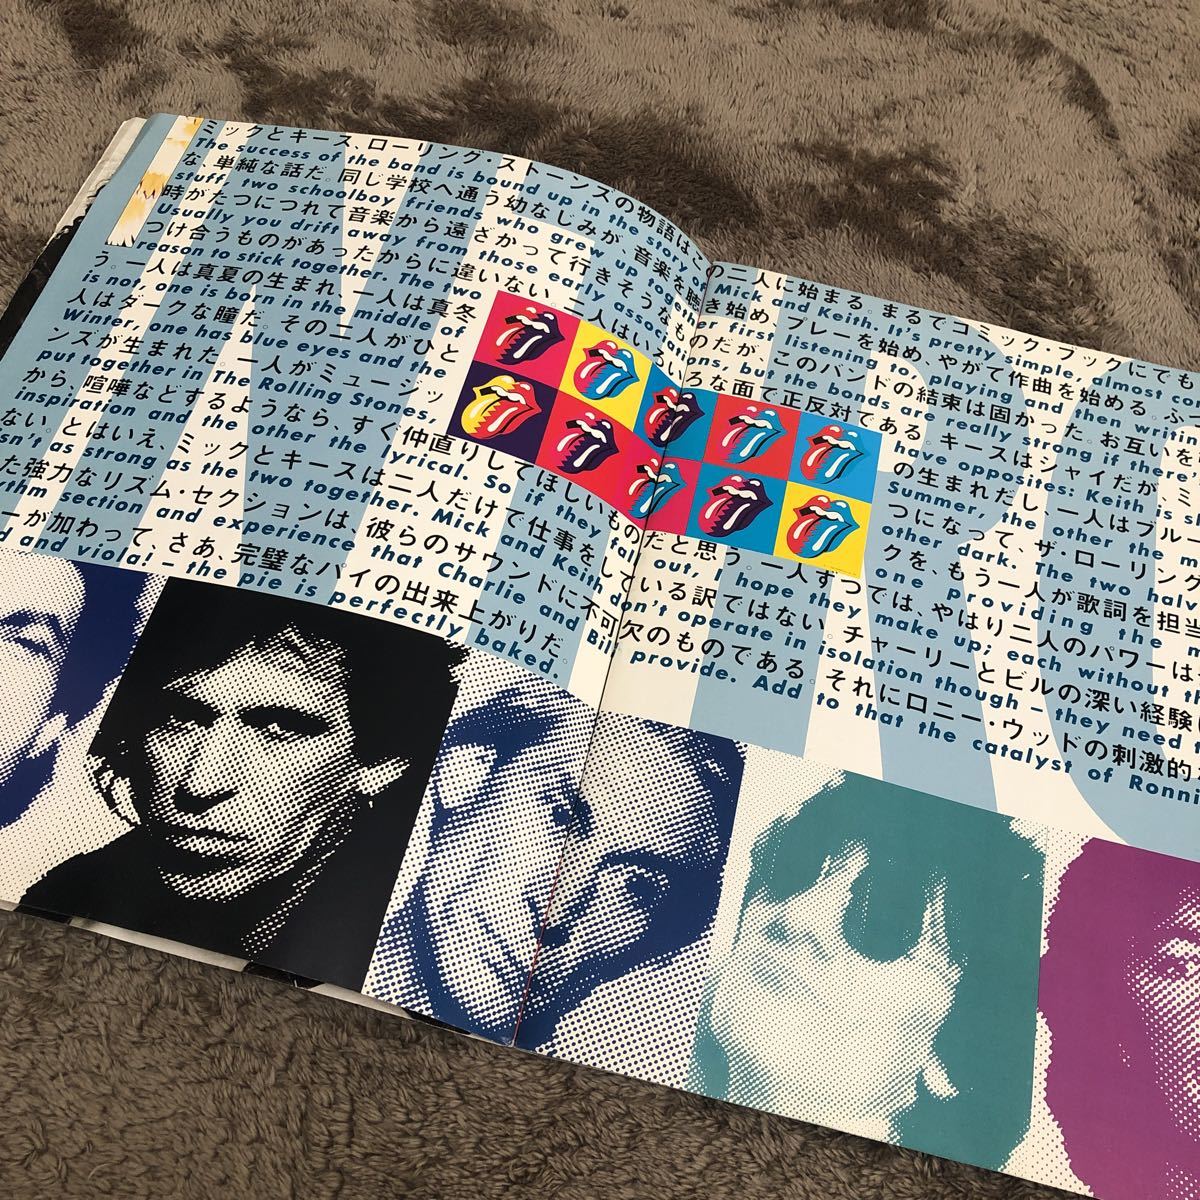 ミックとキース、ローリング・ストーンズの物語はこの二人に始まる。まるでコミック・ブックにでも
The success of the band is bound up in the story of Mick and Keith. It's pretty simple, almost co
な、単純な話だ。同じ学校へ通う幼なじみが、音楽を聴き始め、プレーを始め、やがて作曲を始める。ふ
stuff, two schoolboy friends who grew up together first listening to, playing and then writing
時がたつにつれて音楽から遠ざかって行きそうなものだが、このバンドの結束は固かった。お互いを
Usually you drift away from those early associations, but the bonds are really strong if there's
つけ合うものがあったからに違いない。二人はいろいろな面で正反対である。キースはシャイだが、ミ
reason to stick together. The two have opposites: Keith is s
う。一人は真夏の生まれ、一人は真冬の生まれだし、一人はブルー
is not, one is born in the middle of Summer, the other the m
人はダークな瞳だ。その二人がひとつになって、ザ・ローリング
Winter, one has blue eyes and the other dark. The two halv
ンズが生まれた。一人がミュージックを、もう一人が歌詞を担当
put together in The Rolling Stones, one providing the m
から、喧嘩などするようなら、すぐ仲直りしてほしいものだと思う。一人ずつでは、やはり二人のパワーは
inspiration and the other the lyrical. So if they fall out, I hope they make up; each without th
ない。とはいえ、ミックとキースは二人だけで仕事をしている訳ではない。チャーリーとビルの深い経験
sn't as strong as the two together. Mick and Keith don't operate in isolation though – they need t
た強力なリズム・セクションは、彼らのサウンドに不可欠のものである。それにロニー・ウッドの刺激的
thm section and experience that Charlie and Bill provide. Add to that the catalyst of Ronni
ーが加わって、さあ、完璧なパイの出来上がりだ。
d and viola! – the pie is perfectly baked.